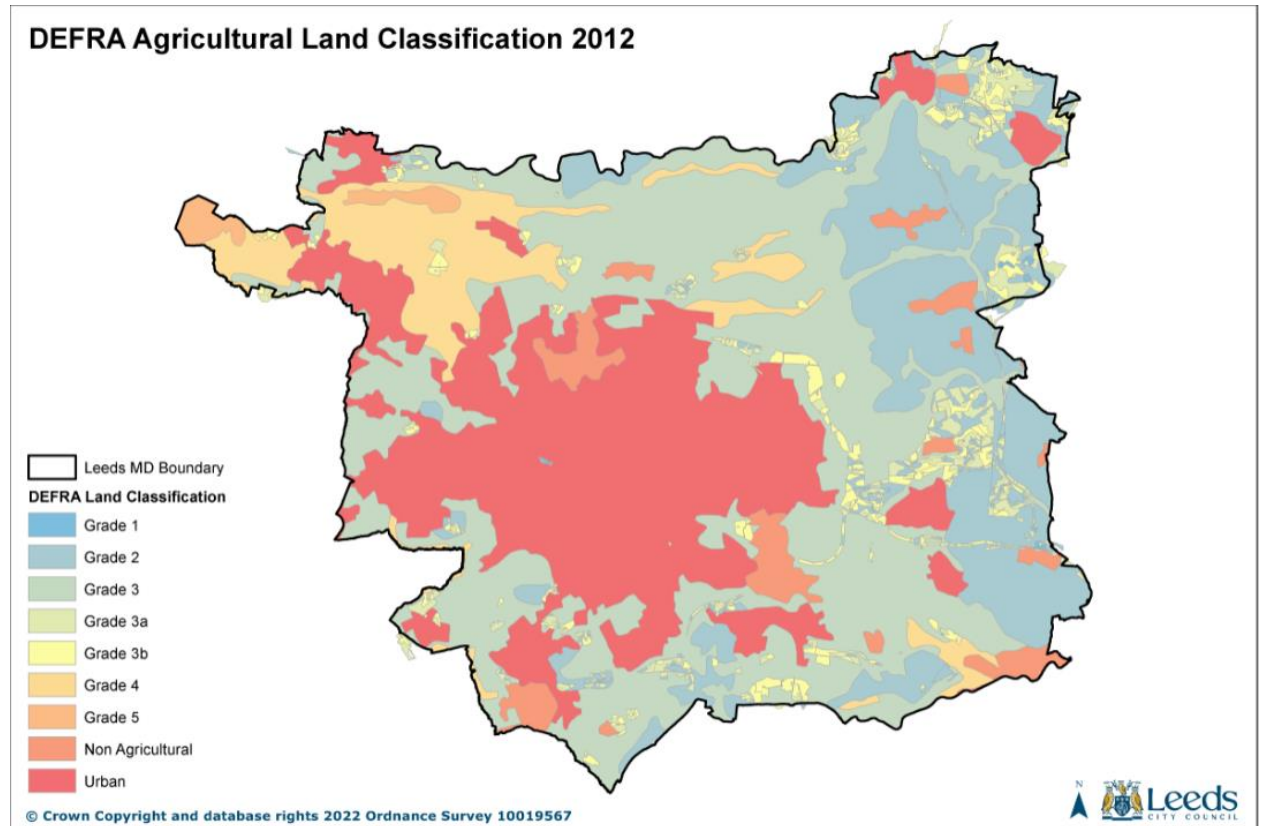 DEFRA Agricultural Land Classification 2012
Leeds MD Boundary
DEFRA Land Classification
Grade 1
Grade 2
Grade 3
Grade 3a
Grade 3b
Grade 4
Grade 5
Non Agricultural
Urban
© Crown Copyright and database rights 2022 Ordnance Survey 10019567
N
Leeds
CITY COUNCIL